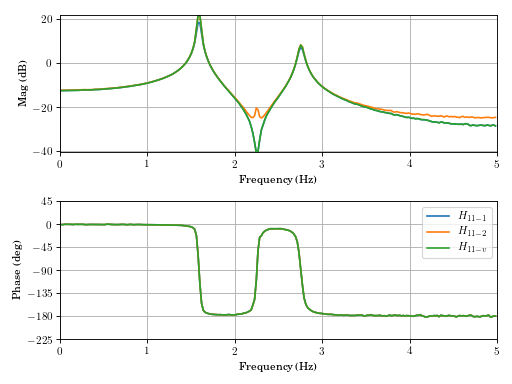 20
0
−20
−40
Mag (dB)
0 1 2 3 4 5
Frequency (Hz)
45
0
−45
−90
−135
−180
−225
Phase (deg)
H11−1
H11−2
H11−v
0 1 2 3 4 5
Frequency (Hz)